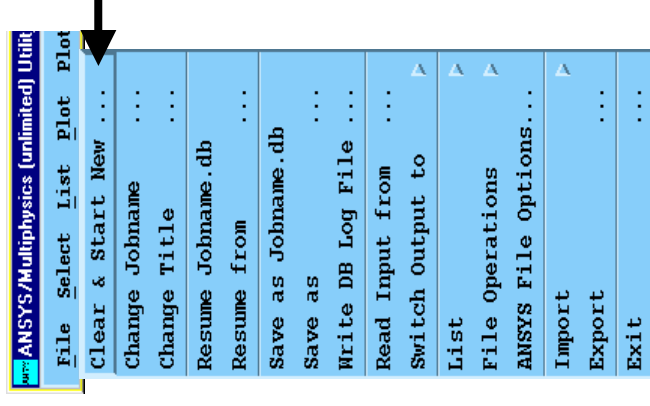 ANSYS/Multiphysics (unlimited) Utilit
File Select List Plot Plot
Clear & Start New ...
Change Jobname ...
Change Title ...
Resume Jobname.db
Resume from ...
Save as Jobname.db
Save as ...
Write DB Log File ...
Read Input from ...
Switch Output to
List
File Operations
ANSYS File Options...
Import
Export ...
Exit ...